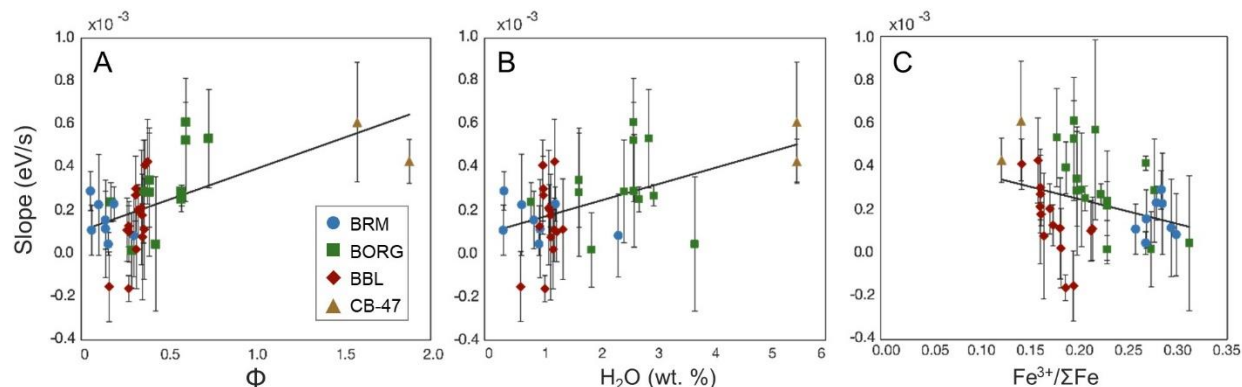 x10⁻³ x10⁻³ x10⁻³
A B C
Slope (eV/s)
1.0 0.8 0.6 0.4 0.2 0.0 -0.2 -0.4
BRM
BORG
BBL
CB-47
0 0.5 1.0 1.5 2.0
Φ
1.0 0.8 0.6 0.4 0.2 0.0 -0.2 -0.4
0 1 2 3 4 5 6
H₂O (wt. %)
1.0 0.8 0.6 0.4 0.2 0.0 -0.2 -0.4
0.00 0.05 0.10 0.15 0.20 0.25 0.30 0.35
Fe³⁺/ΣFe